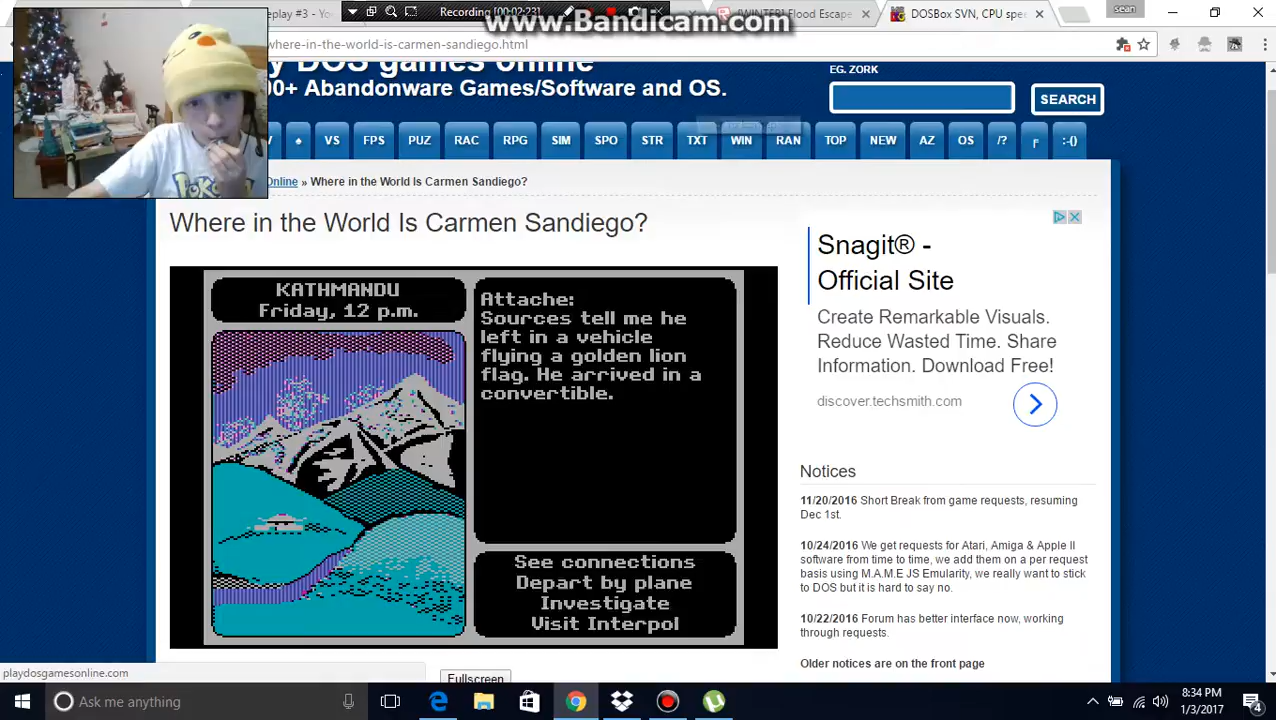 eplay #3 -
Recording [00:02:23]
[WINTER] Flood Escape
DOSBox SVN, CPU spe
sean
www.Bandicam.com
where-in-the-world-is-carmen-sandiego.html
y DOS games online
00+ Abandonware Games/Software and OS.
EG. ZORK
SEARCH
VS
FPS
PUZ
RAC
RPG
SIM
SPO
STR
TXT
WIN
RAN
TOP
NEW
AZ
OS
/?
:-()
Online » Where in the World Is Carmen Sandiego?
Where in the World Is Carmen Sandiego?
KATHMANDU
Friday, 12 p.m.
Attache:
Sources tell me he
left in a vehicle
flying a golden lion
flag. He arrived in a
convertible.
See connections
Depart by plane
Investigate
Visit Interpol
Fullscreen
Snagit® -
Official Site
Create Remarkable Visuals.
Reduce Wasted Time. Share
Information. Download Free!
discover.techsmith.com
Notices
11/20/2016 Short Break from game requests, resuming
Dec 1st.
10/24/2016 We get requests for Atari, Amiga & Apple II
software from time to time, we add them on a per request
basis using M.A.M.E JS Emularity, we really want to stick
to DOS but it is hard to say no.
10/22/2016 Forum has better interface now, working
through requests.
Older notices are on the front page
playdosgamesonline.com
Ask me anything
8:34 PM
1/3/2017
4